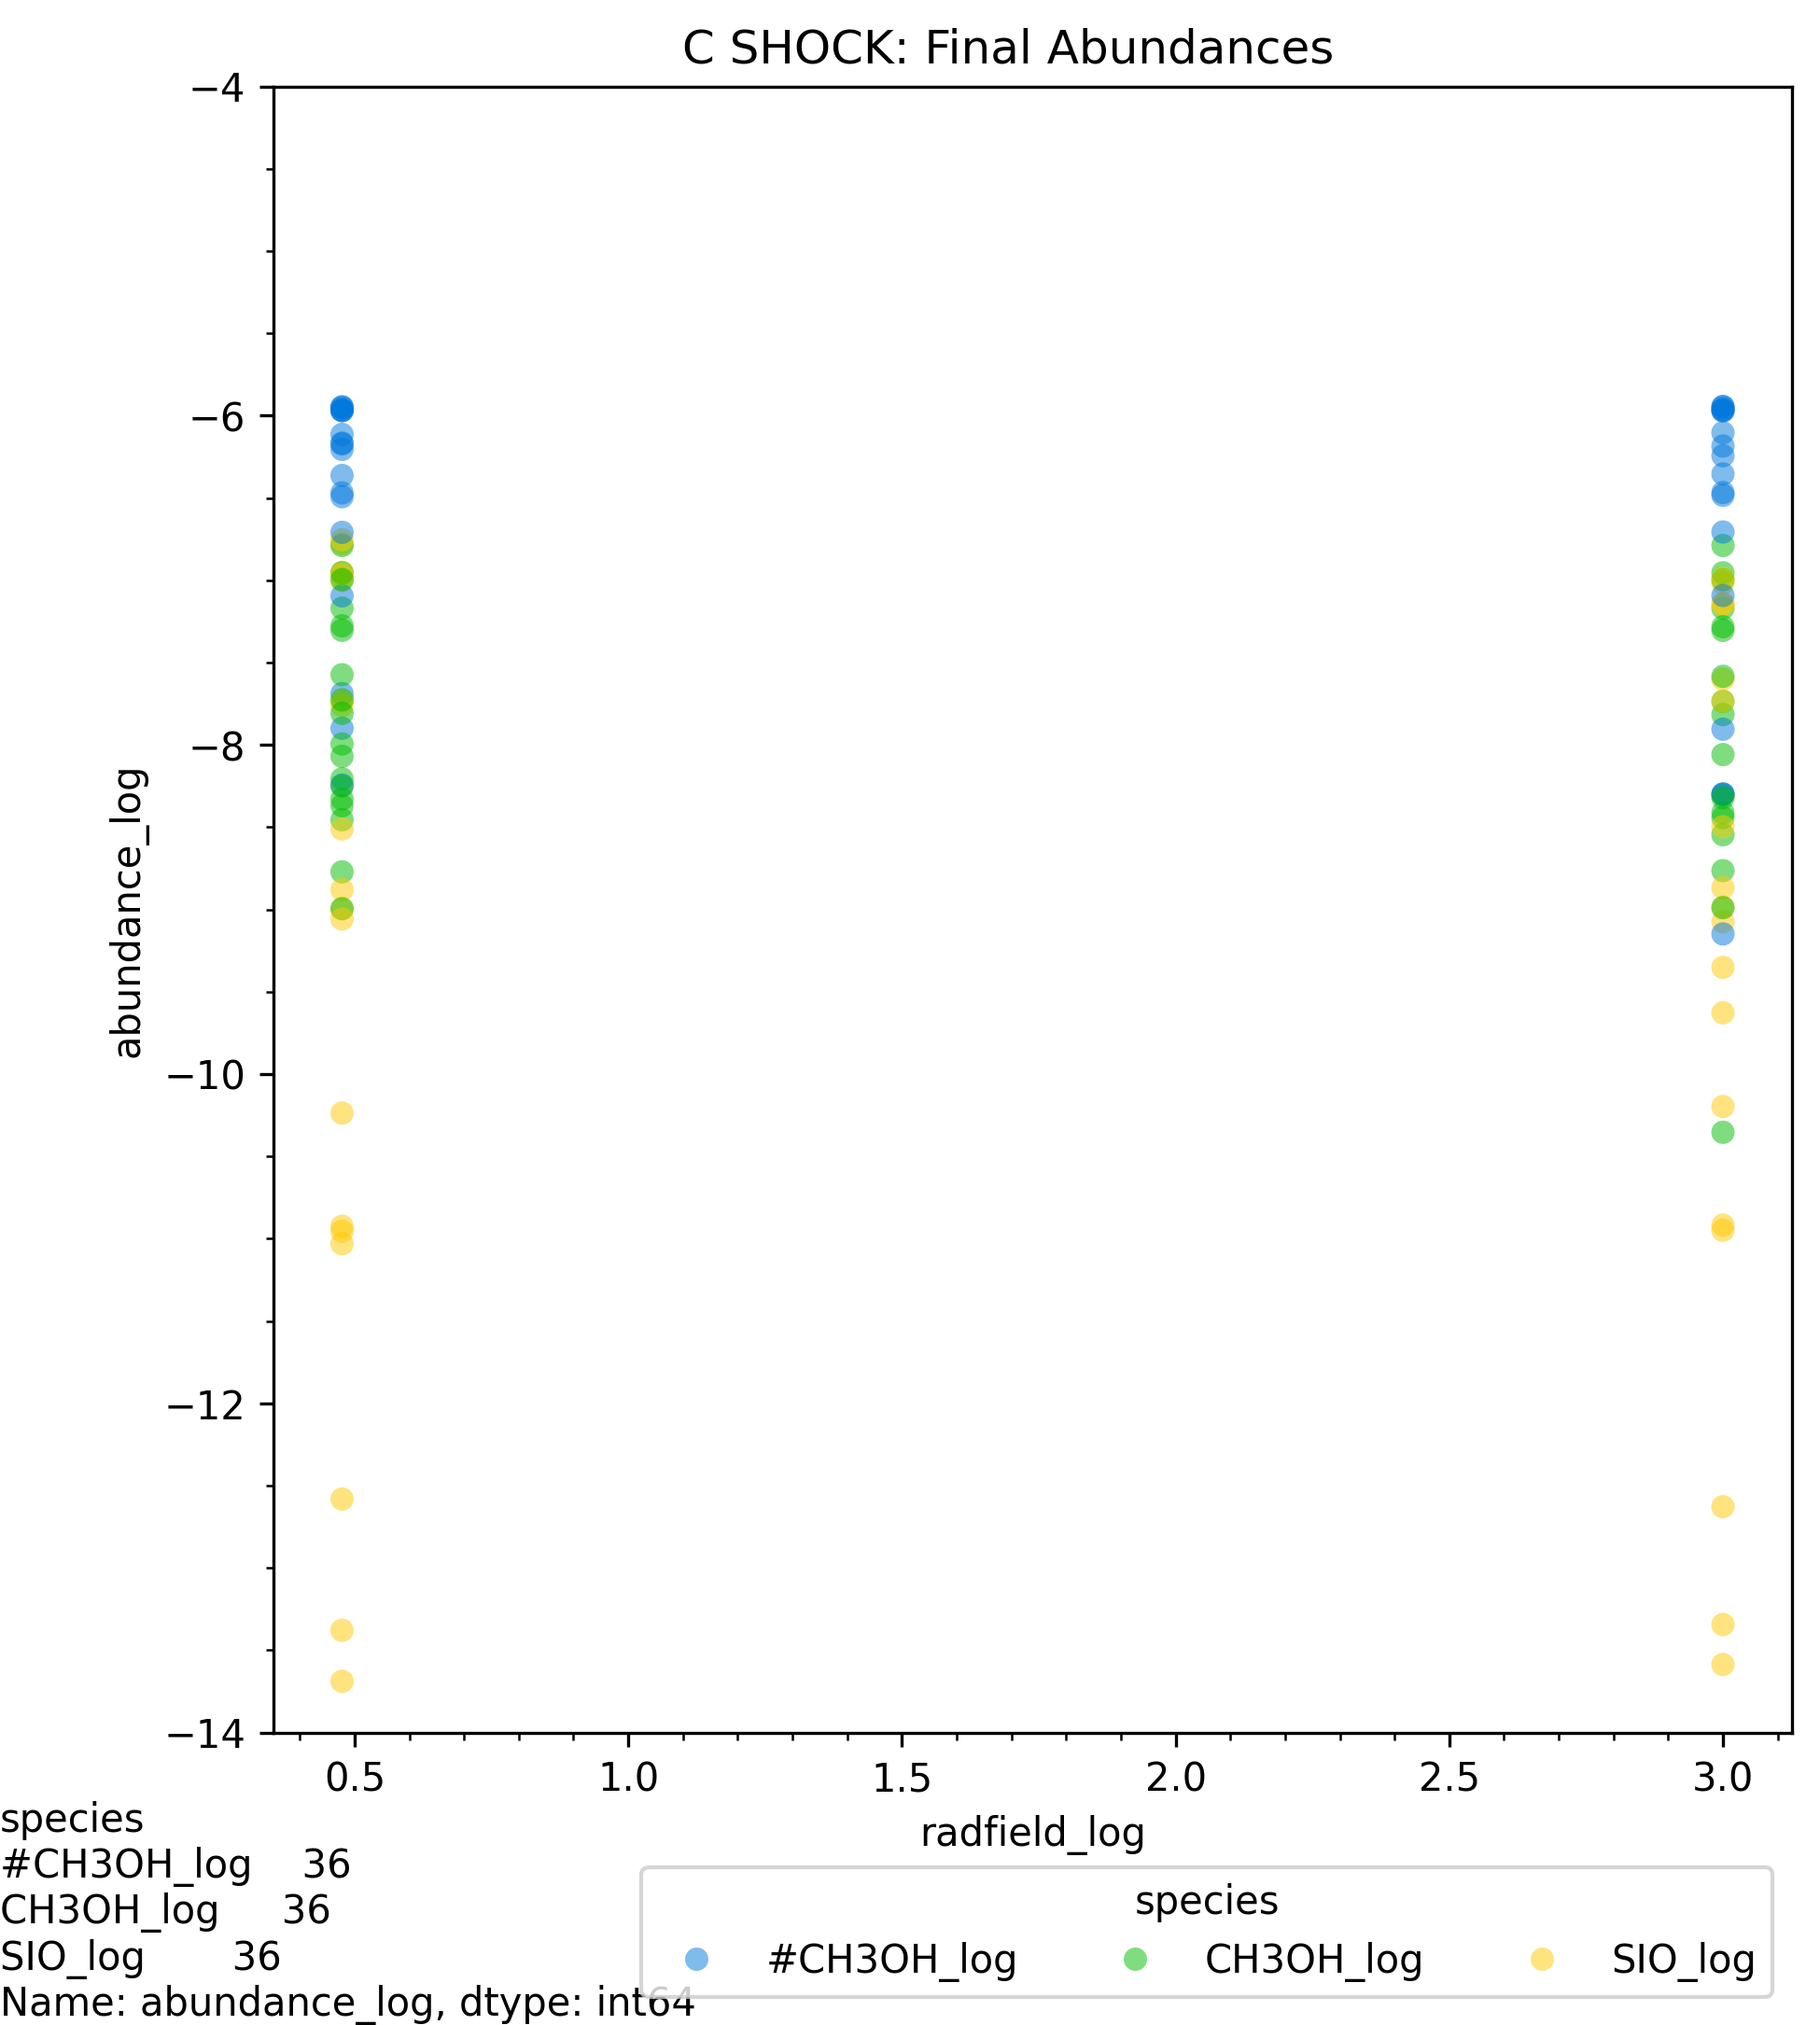 C SHOCK: Final Abundances
−4
−6
−8
−10
−12
−14
abundance_log
0.5 1.0 1.5 2.0 2.5 3.0
radfield_log
species
#CH3OH_log 36
CH3OH_log 36
SIO_log 36
Name: abundance_log, dtype: int64
species
#CH3OH_log CH3OH_log SIO_log